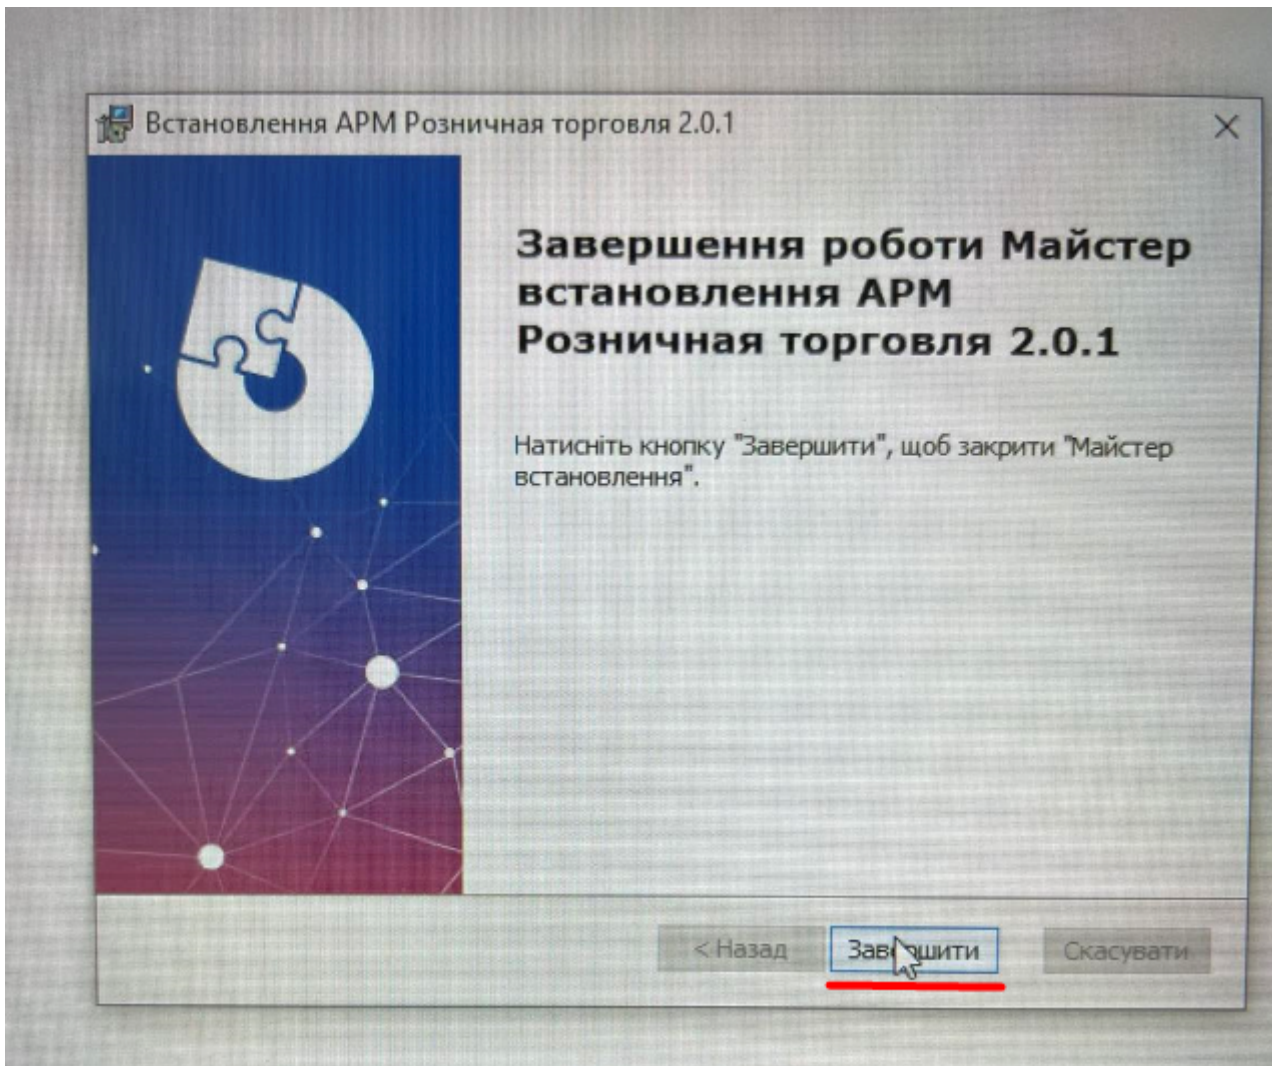 Встановлення АРМ Розничная торговля 2.0.1
Завершення роботи Майстер
встановлення АРМ
Розничная торговля 2.0.1
Натисніть кнопку "Завершити", щоб закрити "Майстер
встановлення".
< Назад
Завершити
Скасувати